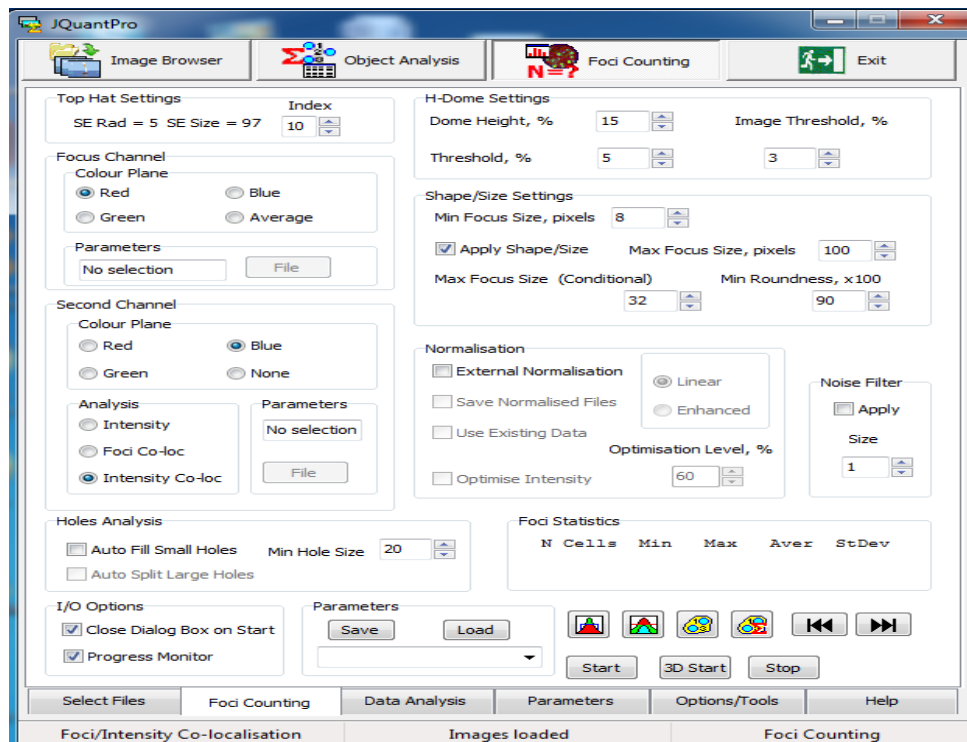 JQuantPro
Image Browser
Object Analysis
N=?
Foci Counting
Exit
Top Hat Settings
SE Rad = 5 SE Size = 97
Index
10
Focus Channel
Colour Plane
Red
Blue
Green
Average
Parameters
No selection
File
Second Channel
Colour Plane
Red
Blue
Green
None
Analysis
Intensity
Foci Co-loc
Intensity Co-loc
Parameters
No selection
File
H-Dome Settings
Dome Height, %
15
Image Threshold, %
Threshold, %
5
3
Shape/Size Settings
Min Focus Size, pixels
8
Apply Shape/Size
Max Focus Size, pixels
100
Max Focus Size (Conditional)
Min Roundness, x100
32
90
Normalisation
External Normalisation
Linear
Save Normalised Files
Enhanced
Use Existing Data
Optimisation Level, %
Optimise Intensity
60
Noise Filter
Apply
Size
1
Holes Analysis
Auto Fill Small Holes
Min Hole Size
20
Auto Split Large Holes
Foci Statistics
N Cells Min Max Aver StDev
I/O Options
Close Dialog Box on Start
Progress Monitor
Parameters
Save
Load
Start
3D Start
Stop
Select Files
Foci Counting
Data Analysis
Parameters
Options/Tools
Help
Foci/Intensity Co-localisation
Images loaded
Foci Counting